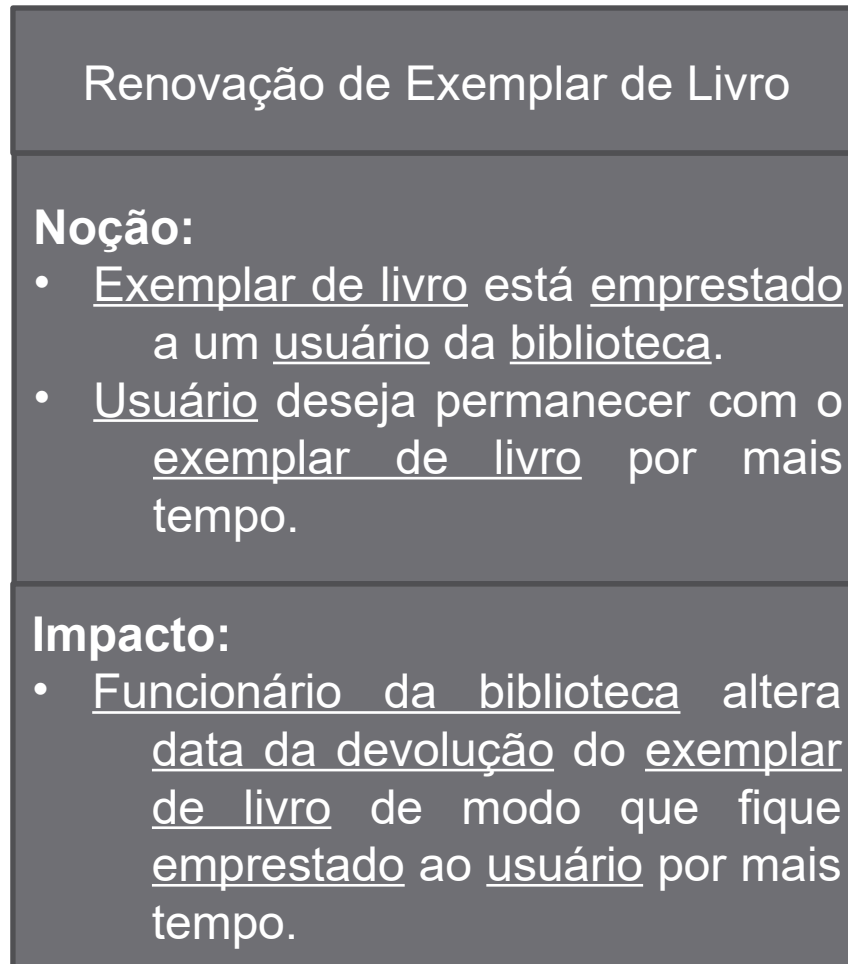 Renovação de Exemplar de Livro
Noção:
• Exemplar de livro está emprestado
a um usuário da biblioteca.
• Usuário deseja permanecer com o
exemplar de livro por mais
tempo.
Impacto:
• Funcionário da biblioteca altera
data da devolução do exemplar
de livro de modo que fique
emprestado ao usuário por mais
tempo.